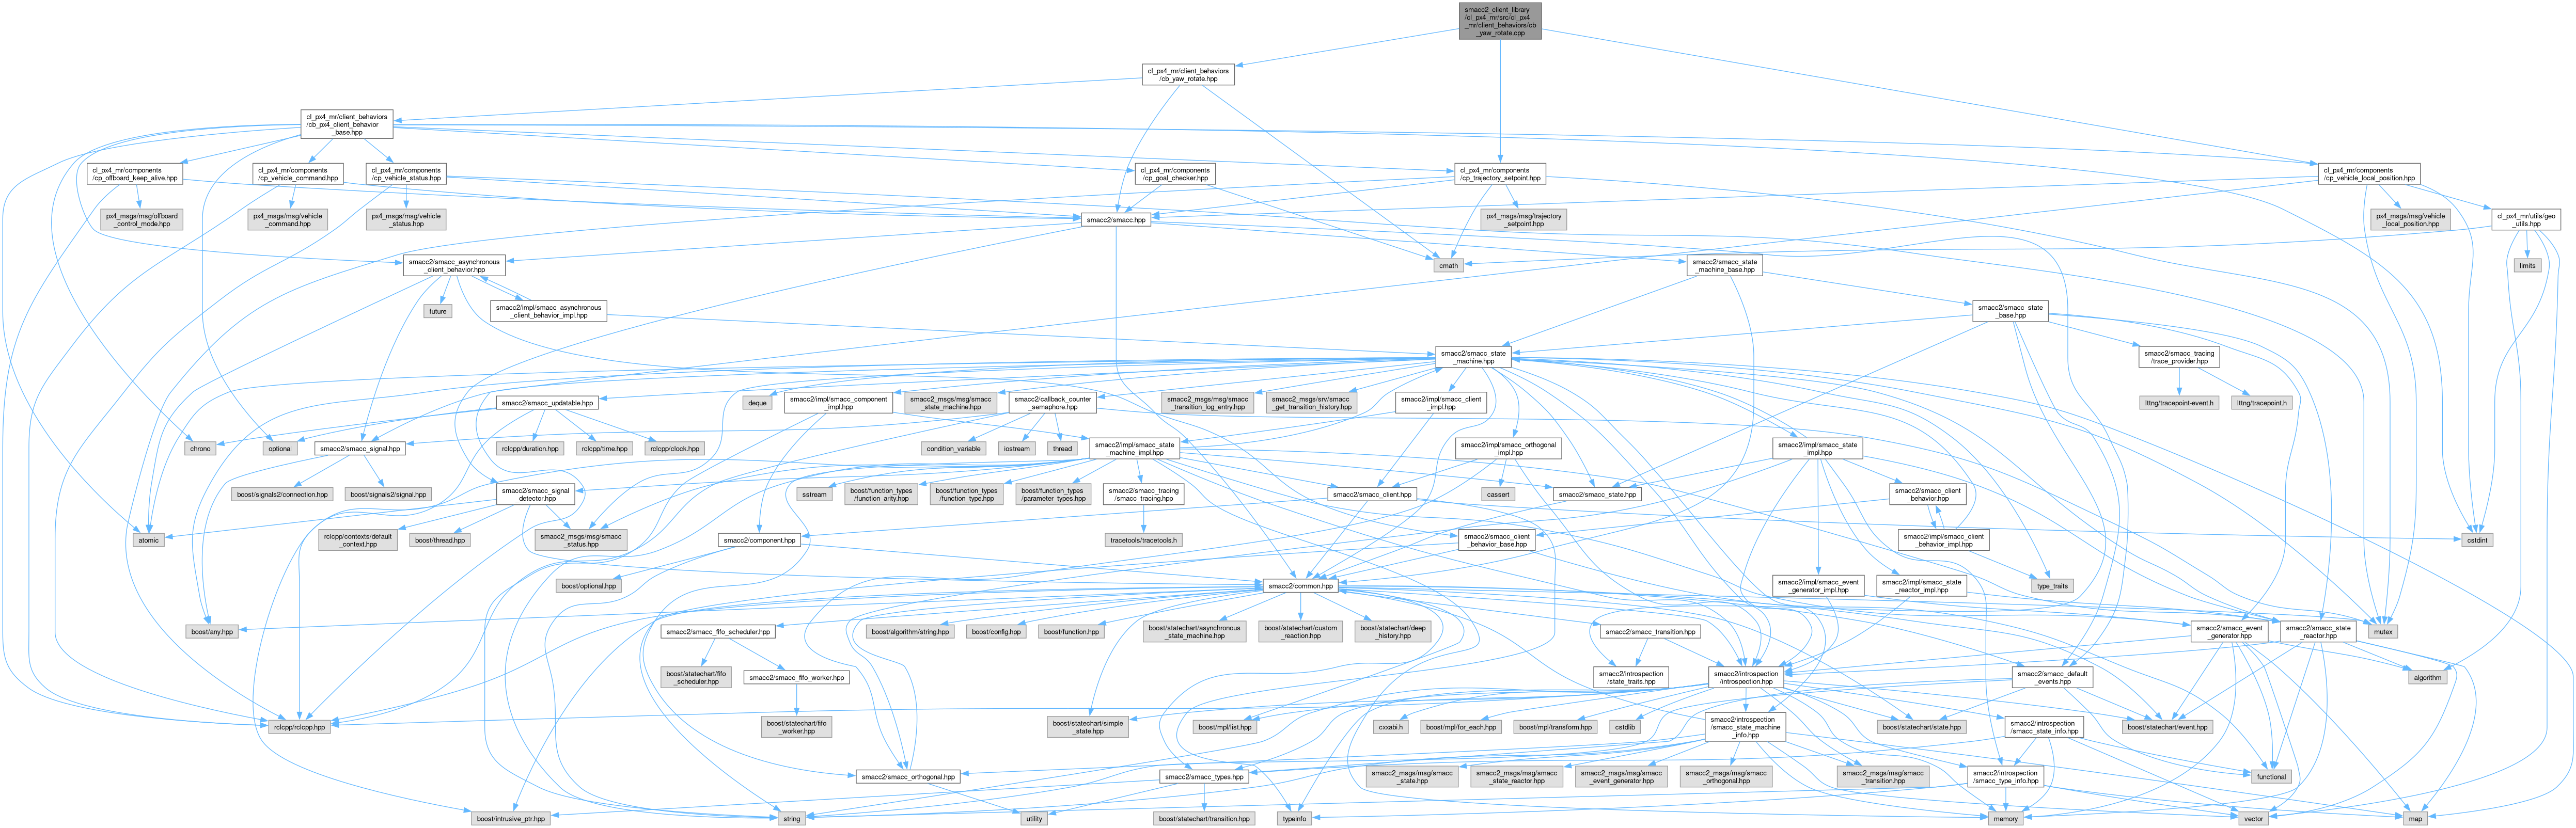 smacc2_client_library
/cl_px4_mr/src/cl_px4
_mr/client_behaviors/cb
_yaw_rotate.cpp
cl_px4_mr/client_behaviors
/cb_yaw_rotate.hpp
cl_px4_mr/client_behaviors
/cb_px4_client_behavior
_base.hpp
cl_px4_mr/components
/cp_offboard_keep_alive.hpp
cl_px4_mr/components
/cp_vehicle_command.hpp
cl_px4_mr/components
/cp_vehicle_status.hpp
cl_px4_mr/components
/cp_goal_checker.hpp
cl_px4_mr/components
/cp_trajectory_setpoint.hpp
cl_px4_mr/components
/cp_vehicle_local_position.hpp
px4_msgs/msg/offboard
_control_mode.hpp
px4_msgs/msg/vehicle
_command.hpp
px4_msgs/msg/vehicle
_status.hpp
smacc2/smacc.hpp
px4_msgs/msg/trajectory
_setpoint.hpp
px4_msgs/msg/vehicle
_local_position.hpp
cl_px4_mr/utils/geo
_utils.hpp
smacc2/smacc_asynchronous
_client_behavior.hpp
cmath
smacc2/smacc_state
_machine_base.hpp
limits
future
smacc2/impl/smacc_asynchronous
_client_behavior_impl.hpp
smacc2/smacc_state
_base.hpp
smacc2/smacc_state
_machine.hpp
smacc2/smacc_tracing
/trace_provider.hpp
smacc2/smacc_updatable.hpp
deque
smacc2/impl/smacc_component
_impl.hpp
smacc2_msgs/msg/smacc
_state_machine.hpp
smacc2/callback_counter
_semaphore.hpp
smacc2_msgs/msg/smacc
_transition_log_entry.hpp
smacc2_msgs/srv/smacc
_get_transition_history.hpp
smacc2/impl/smacc_client
_impl.hpp
lttng/tracepoint-event.h
lttng/tracepoint.h
chrono
optional
smacc2/smacc_signal.hpp
rclcpp/duration.hpp
rclcpp/time.hpp
rclcpp/clock.hpp
condition_variable
iostream
thread
smacc2/impl/smacc_state
_machine_impl.hpp
smacc2/impl/smacc_orthogonal
_impl.hpp
smacc2/impl/smacc_state
_impl.hpp
boost/signals2/connection.hpp
boost/signals2/signal.hpp
smacc2/smacc_signal
_detector.hpp
sstream
boost/function_types
/function_arity.hpp
boost/function_types
/function_type.hpp
boost/function_types
/parameter_types.hpp
smacc2/smacc_tracing
/smacc_tracing.hpp
smacc2/smacc_client.hpp
cassert
smacc2/smacc_state.hpp
smacc2/smacc_client
_behavior.hpp
atomic
rclcpp/contexts/default
_context.hpp
boost/thread.hpp
smacc2_msgs/msg/smacc
_status.hpp
smacc2/component.hpp
tracetools/tracetools.h
smacc2/smacc_client
_behavior_base.hpp
smacc2/impl/smacc_client
_behavior_impl.hpp
cstdint
boost/optional.hpp
smacc2/common.hpp
smacc2/impl/smacc_event
_generator_impl.hpp
smacc2/impl/smacc_state
_reactor_impl.hpp
type_traits
boost/any.hpp
smacc2/smacc_fifo_scheduler.hpp
boost/algorithm/string.hpp
boost/config.hpp
boost/function.hpp
boost/statechart/asynchronous
_state_machine.hpp
boost/statechart/custom
_reaction.hpp
boost/statechart/deep
_history.hpp
smacc2/smacc_transition.hpp
smacc2/smacc_event
_generator.hpp
smacc2/smacc_state
_reactor.hpp
mutex
boost/statechart/fifo
_scheduler.hpp
smacc2/smacc_fifo_worker.hpp
smacc2/introspection
/state_traits.hpp
smacc2/introspection
/introspection.hpp
smacc2/smacc_default
_events.hpp
algorithm
rclcpp/rclcpp.hpp
boost/statechart/fifo
_worker.hpp
boost/statechart/simple
_state.hpp
boost/mpl/list.hpp
cxxabi.h
boost/mpl/for_each.hpp
boost/mpl/transform.hpp
cstdlib
smacc2/introspection
/smacc_state_machine
_info.hpp
smacc2/introspection
/smacc_state_info.hpp
boost/statechart/state.hpp
boost/statechart/event.hpp
smacc2/smacc_orthogonal.hpp
smacc2/smacc_types.hpp
smacc2_msgs/msg/smacc
_state.hpp
smacc2_msgs/msg/smacc
_state_reactor.hpp
smacc2_msgs/msg/smacc
_event_generator.hpp
smacc2_msgs/msg/smacc
_orthogonal.hpp
smacc2_msgs/msg/smacc
_transition.hpp
smacc2/introspection
/smacc_type_info.hpp
functional
boost/intrusive_ptr.hpp
string
utility
boost/statechart/transition.hpp
typeinfo
memory
vector
map